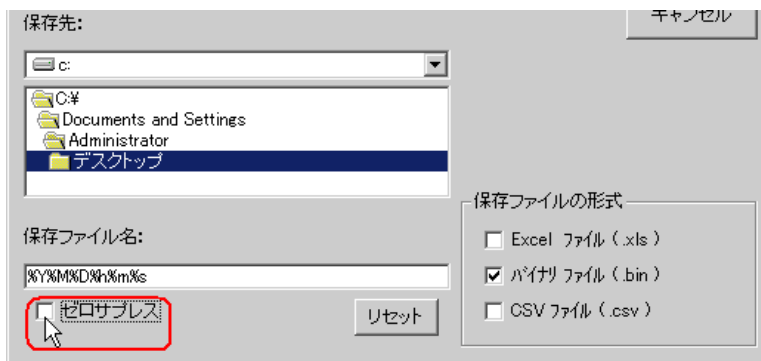 キャンセル
保存先:
c:
C:¥
Documents and Settings
Administrator
デスクトップ
保存ファイルの形式
保存ファイル名:
Excel ファイル ( .xls )
%Y%M%D%h%m%s
バイナリ ファイル ( .bin )
ゼロサプレス
リセット
CSV ファイル ( .csv )